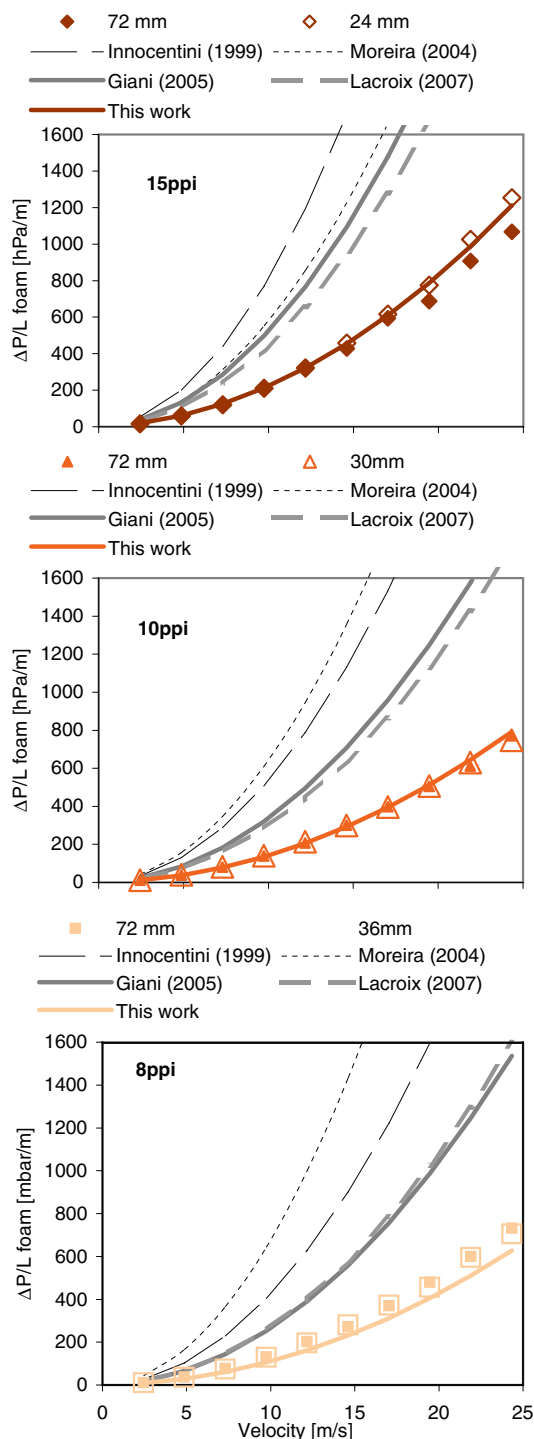 72 mm 24 mm
Innocentini (1999) Moreira (2004)
Giani (2005) Lacroix (2007)
This work
1600
1400
1200
1000
800
600
400
200
0
ΔP/L foam [hPa/m]
15ppi
72 mm 30mm
Innocentini (1999) Moreira (2004)
Giani (2005) Lacroix (2007)
This work
1600
1400
1200
1000
800
600
400
200
0
ΔP/L foam [hPa/m]
10ppi
72 mm 36mm
Innocentini (1999) Moreira (2004)
Giani (2005) Lacroix (2007)
This work
1600
1400
1200
1000
800
600
400
200
0
ΔP/L foam [mbar/m]
8ppi
0 5 10 15 20 25
Velocity [m/s]